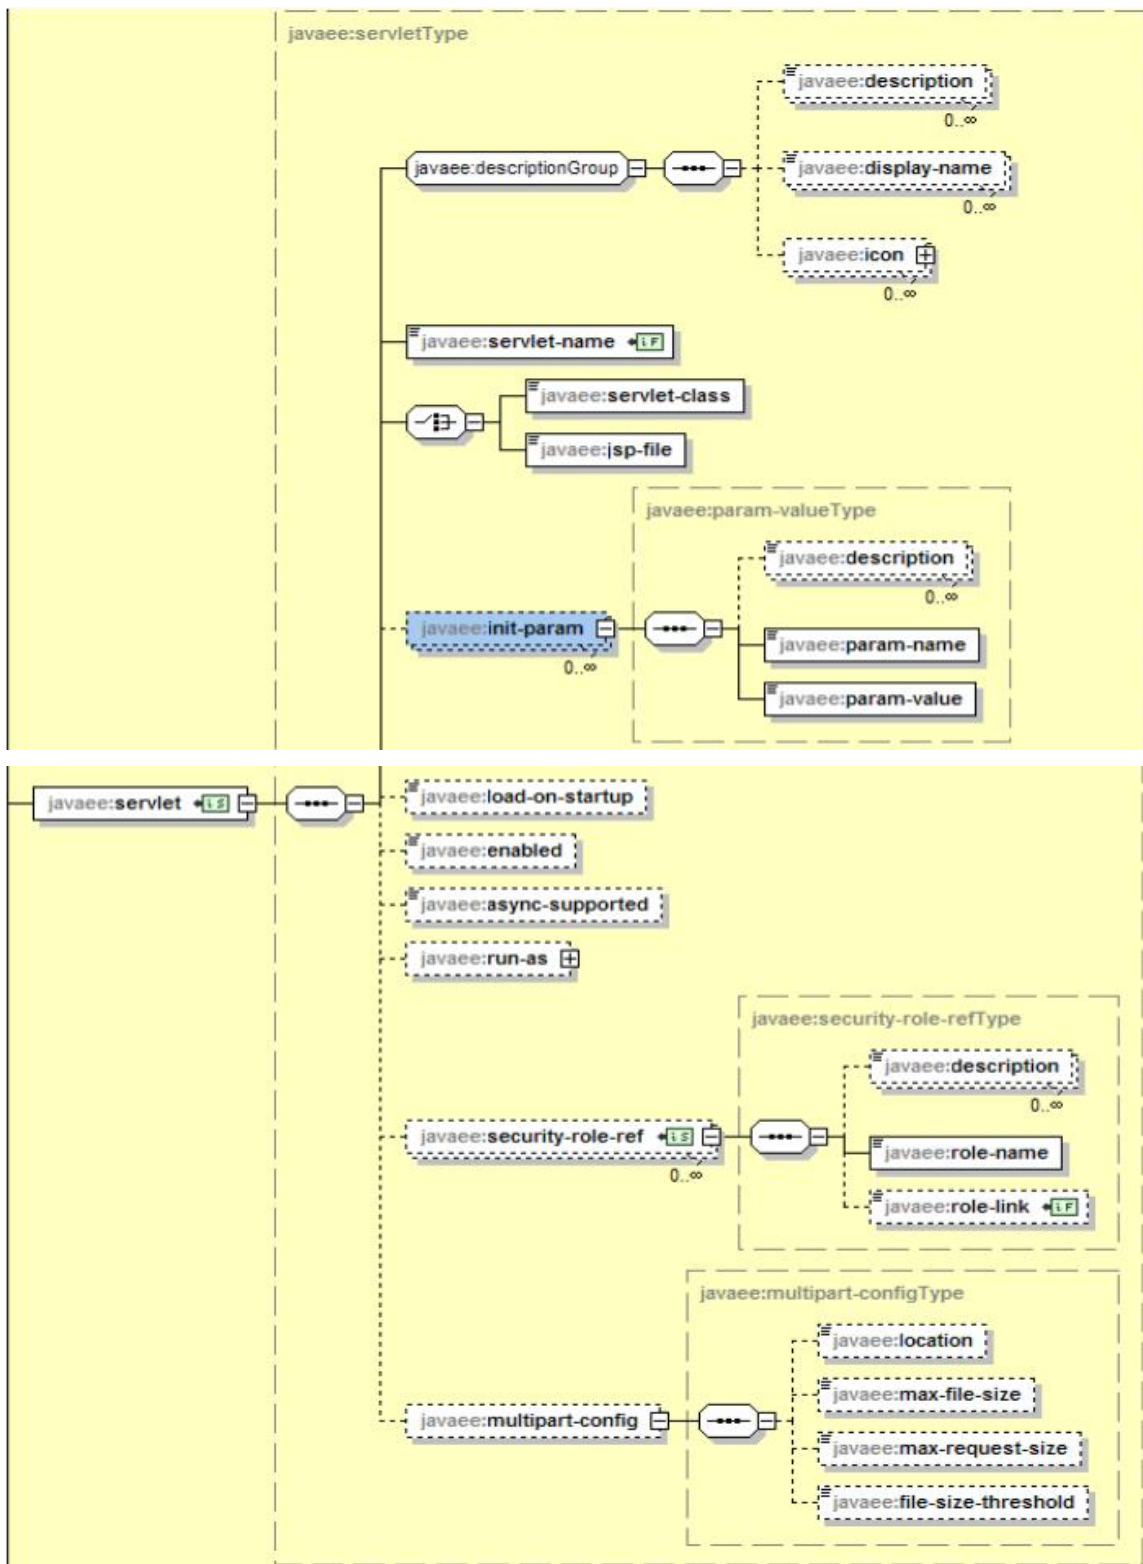 javaee:servletType
javaee:description
0..∞
javaee:descriptionGroup
javaee:display-name
0..∞
javaee:icon
0..∞
javaee:servlet-name iF
javaee:servlet-class
javaee:jsp-file
javaee:param-valueType
javaee:description
0..∞
javaee:init-param
0..∞
javaee:param-name
javaee:param-value
javaee:servlet iS
javaee:load-on-startup
javaee:enabled
javaee:async-supported
javaee:run-as
javaee:security-role-refType
javaee:description
0..∞
javaee:security-role-ref iS
0..∞
javaee:role-name
javaee:role-link iF
javaee:multipart-configType
javaee:location
javaee:max-file-size
javaee:multipart-config
javaee:max-request-size
javaee:file-size-threshold